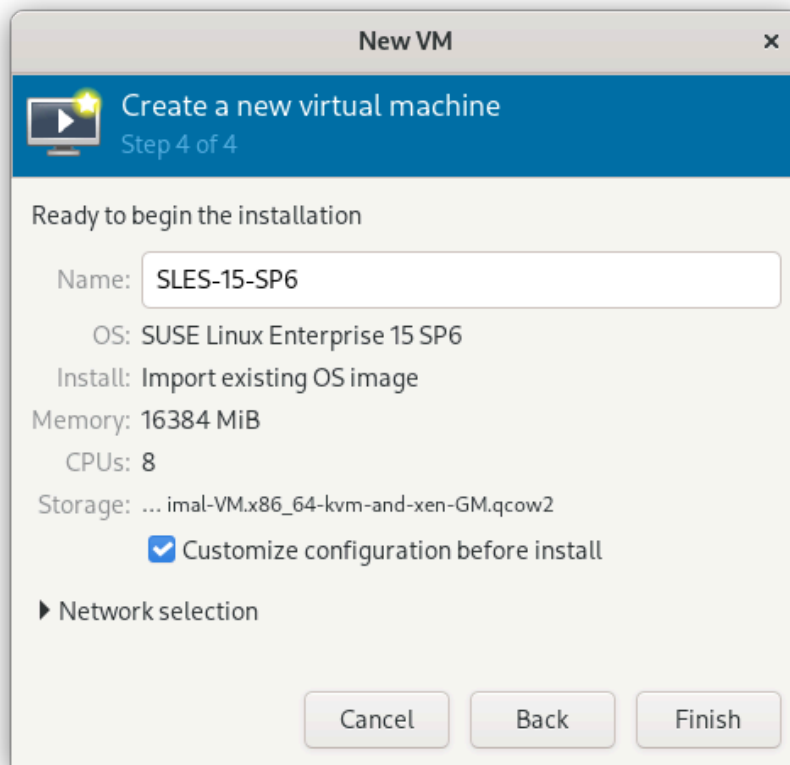 New VM
Create a new virtual machine
Step 4 of 4
Ready to begin the installation
Name: SLES-15-SP6
OS: SUSE Linux Enterprise 15 SP6
Install: Import existing OS image
Memory: 16384 MiB
CPUs: 8
Storage: ... imal-VM.x86_64-kvm-and-xen-GM.qcow2
Customize configuration before install
Network selection
Cancel Back Finish